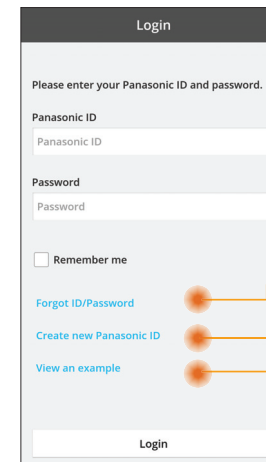 Login
Please enter your Panasonic ID and password.
Panasonic ID
Panasonic ID
Password
Password
Remember me
Forgot ID/Password
Create new Panasonic ID
View an example
Login